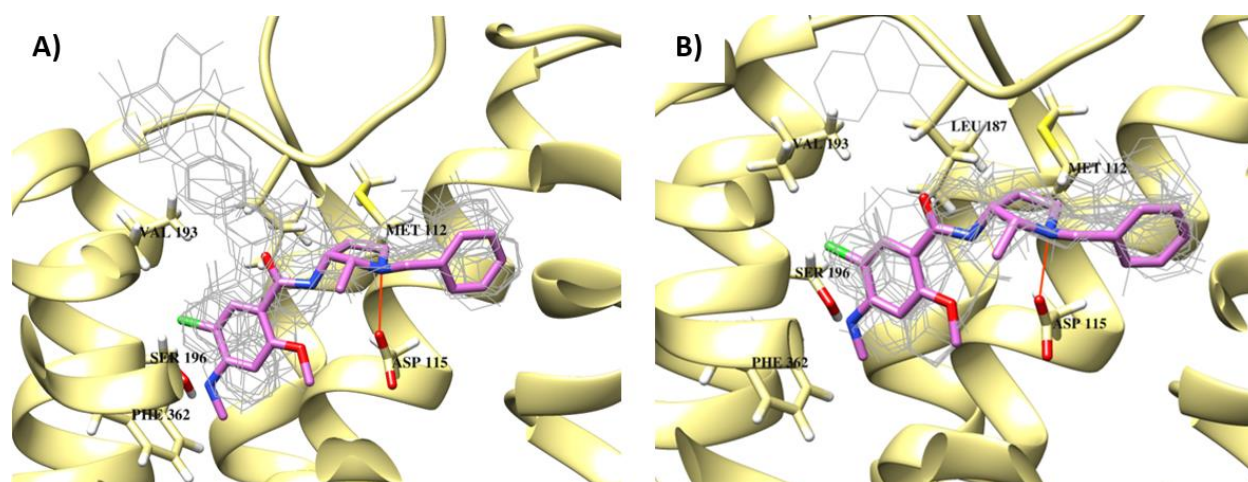 A)
VAL 193
MET 112
SER 196
ASP 115
PHE 362
B)
LEU 187
VAL 193
MET 112
SER 196
ASP 115
PHE 362